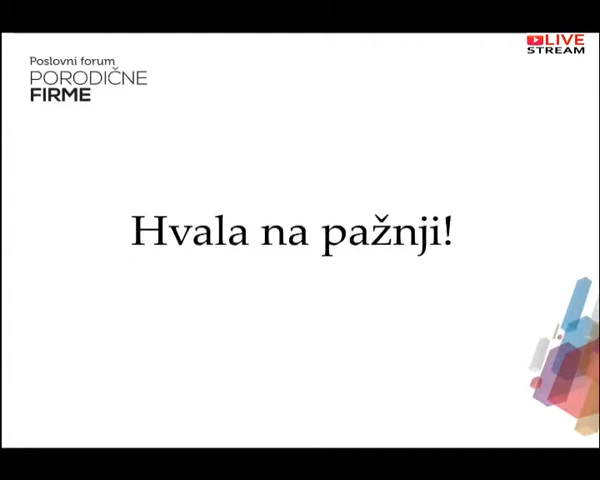 LIVE
STREAM
Poslovni forum
PORODIČNE
FIRME
Hvala na pažnji!